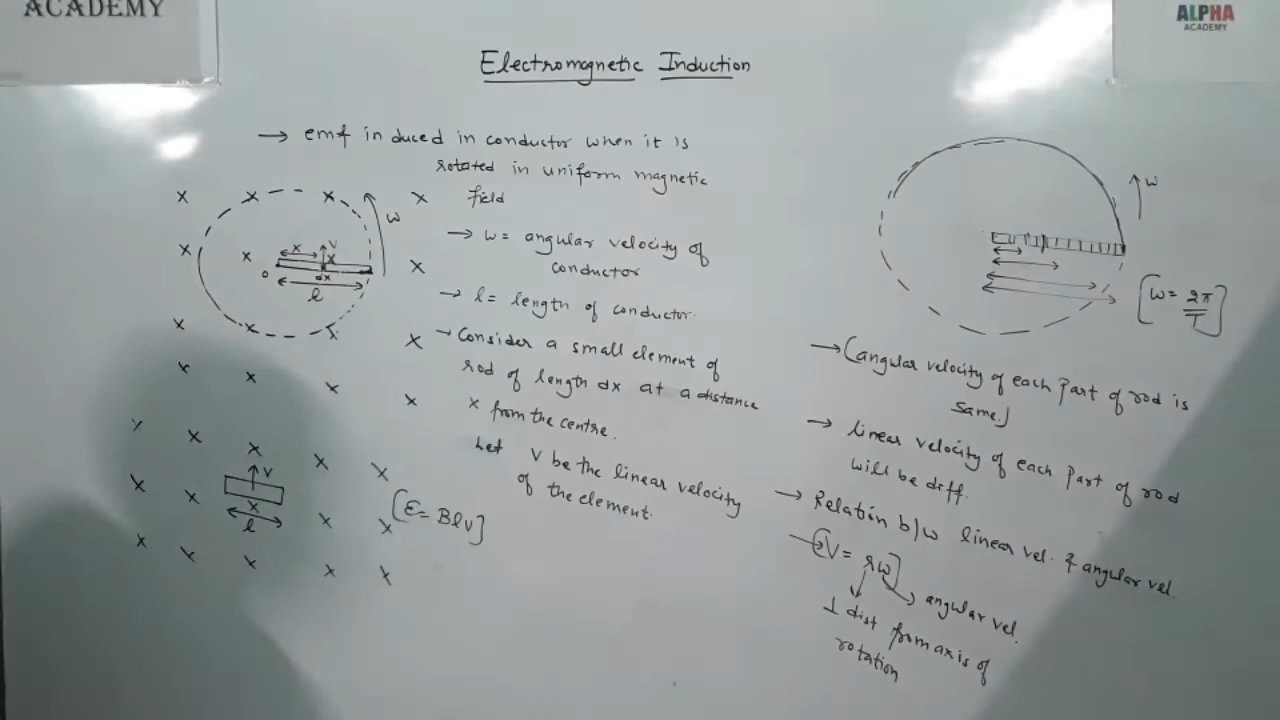 ACADEMY
ALPHA
ACADEMY
Electromagnetic Induction
→ emf induced in conductor when it is
rotated in uniform magnetic
field
→ w = angular velocity of
conductor
→ l = length of conductor.
→ Consider a small element of
rod of length dx at a distance
x from the centre.
Let V be the linear velocity
of the element.
x x x x
w
x x x v x
o dx
l
x x x x
x x x x
x x x x x
v
x x x x x
l
[E = Blv]
x x x x x
w
[w = 2π/T]
→ (angular velocity of each part of rod is
same.)
→ linear velocity of each part of rod
will be diff.
→ Relation b/w linear vel. & angular vel.
→ [V = rw]
angular vel.
⊥ dist from axis of
rotation